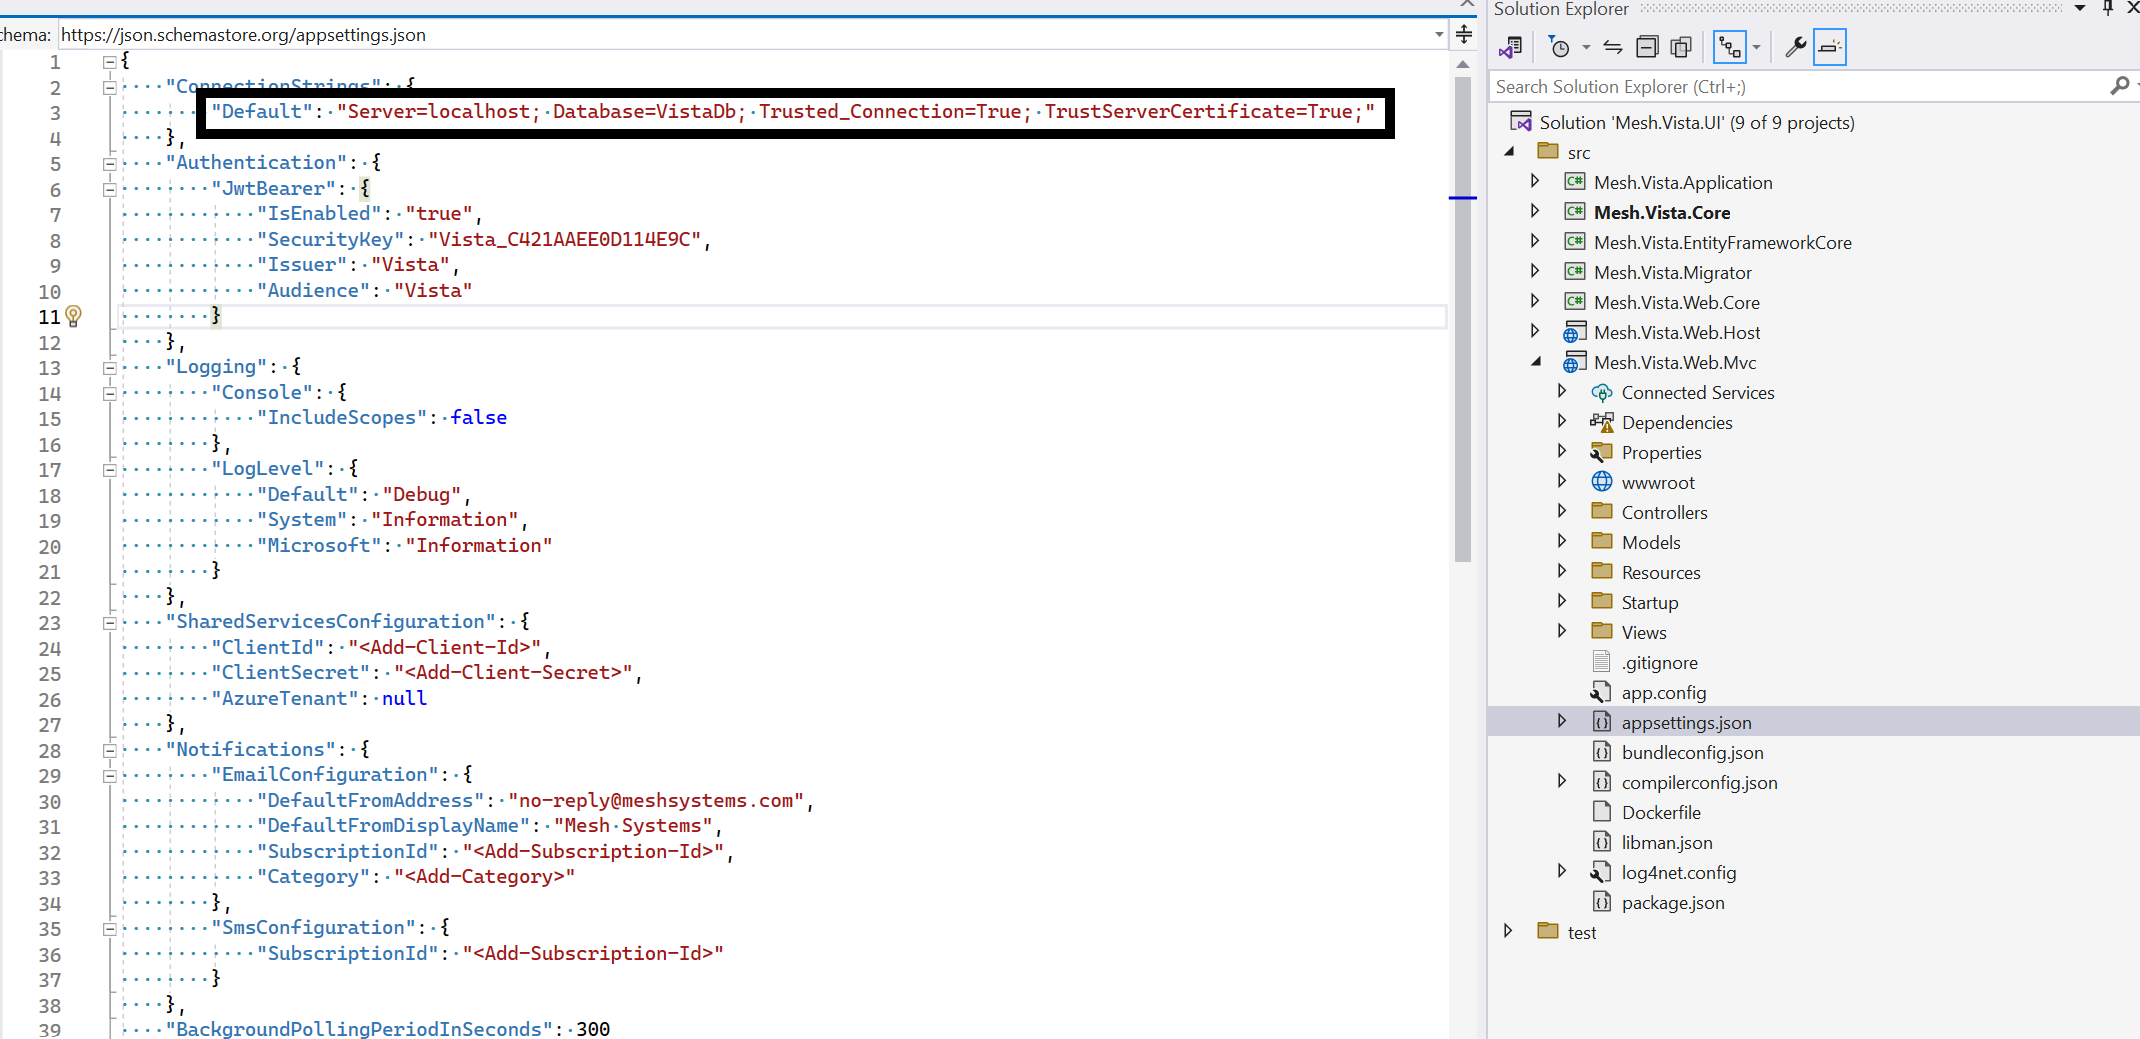 chema: https://json.schemastore.org/appsettings.json
1 {
2 "ConnectionStrings": {
3 "Default": "Server=localhost; Database=VistaDb; Trusted_Connection=True; TrustServerCertificate=True;"
4 },
5 "Authentication": {
6 "JwtBearer": {
7 "IsEnabled": "true",
8 "SecurityKey": "Vista_C421AAEE0D114E9C",
9 "Issuer": "Vista",
10 "Audience": "Vista"
11 }
12 },
13 "Logging": {
14 "Console": {
15 "IncludeScopes": false
16 },
17 "LogLevel": {
18 "Default": "Debug",
19 "System": "Information",
20 "Microsoft": "Information"
21 }
22 },
23 "SharedServicesConfiguration": {
24 "ClientId": "<Add-Client-Id>",
25 "ClientSecret": "<Add-Client-Secret>",
26 "AzureTenant": null
27 },
28 "Notifications": {
29 "EmailConfiguration": {
30 "DefaultFromAddress": "no-reply@meshsystems.com",
31 "DefaultFromDisplayName": "Mesh Systems",
32 "SubscriptionId": "<Add-Subscription-Id>",
33 "Category": "<Add-Category>"
34 },
35 "SmsConfiguration": {
36 "SubscriptionId": "<Add-Subscription-Id>"
37 }
38 },
39 "BackgroundPollingPeriodInSeconds": 300
Solution Explorer
Search Solution Explorer (Ctrl+;)
Solution 'Mesh.Vista.UI' (9 of 9 projects)
src
C# Mesh.Vista.Application
C# Mesh.Vista.Core
C# Mesh.Vista.EntityFrameworkCore
C# Mesh.Vista.Migrator
C# Mesh.Vista.Web.Core
Mesh.Vista.Web.Host
Mesh.Vista.Web.Mvc
Connected Services
Dependencies
Properties
wwwroot
Controllers
Models
Resources
Startup
Views
.gitignore
app.config
appsettings.json
bundleconfig.json
compilerconfig.json
Dockerfile
libman.json
log4net.config
package.json
test